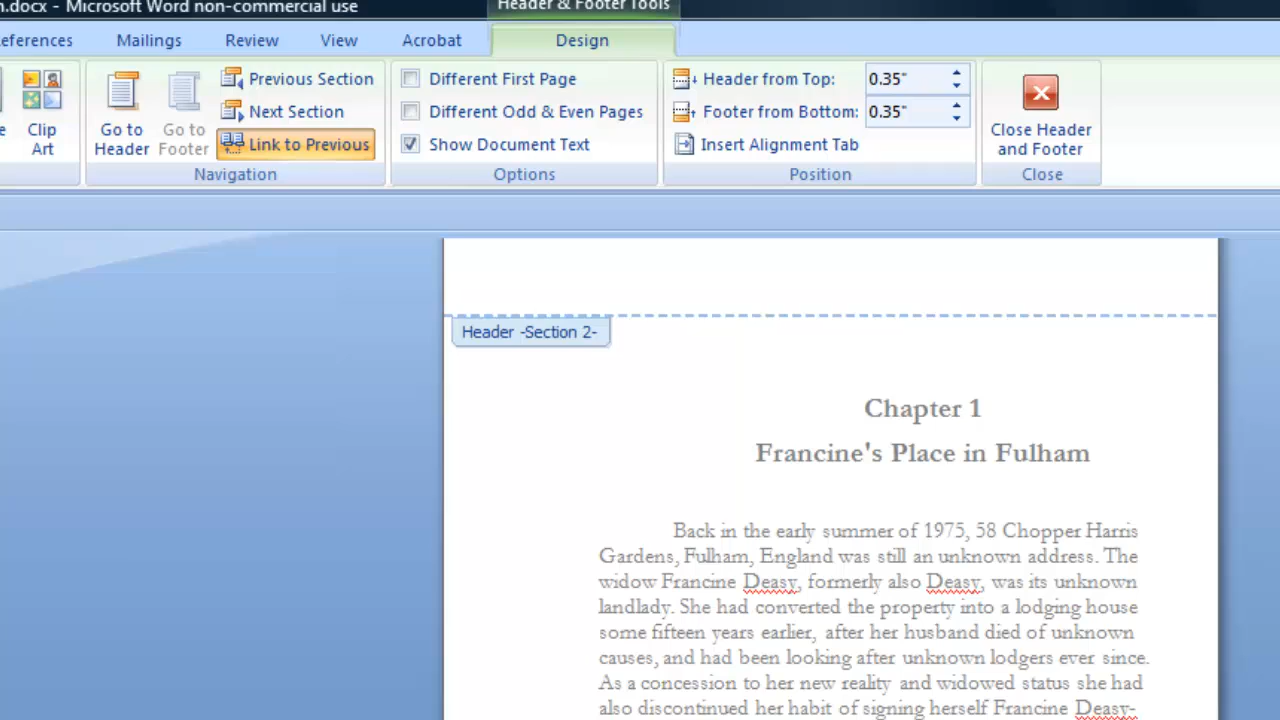 n.docx - Microsoft Word non-commercial use
Header & Footer Tools
eferences Mailings Review View Acrobat Design
Previous Section
Next Section
Link to Previous
e
Clip
Art
Go to
Header
Go to
Footer
Navigation
Different First Page
Different Odd & Even Pages
Show Document Text
Options
Header from Top: 0.35"
Footer from Bottom: 0.35"
Insert Alignment Tab
Position
Close Header
and Footer
Close
Header -Section 2-
Chapter 1
Francine's Place in Fulham
Back in the early summer of 1975, 58 Chopper Harris
Gardens, Fulham, England was still an unknown address. The
widow Francine Deasy, formerly also Deasy, was its unknown
landlady. She had converted the property into a lodging house
some fifteen years earlier, after her husband died of unknown
causes, and had been looking after unknown lodgers ever since.
As a concession to her new reality and widowed status she had
also discontinued her habit of signing herself Francine Deasy-